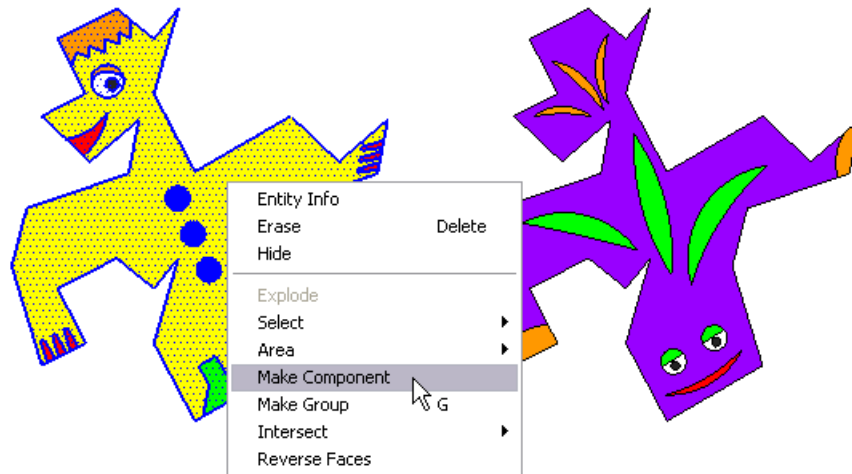 Entity Info
Erase Delete
Hide
Explode
Select
Area
Make Component
Make Group G
Intersect
Reverse Faces